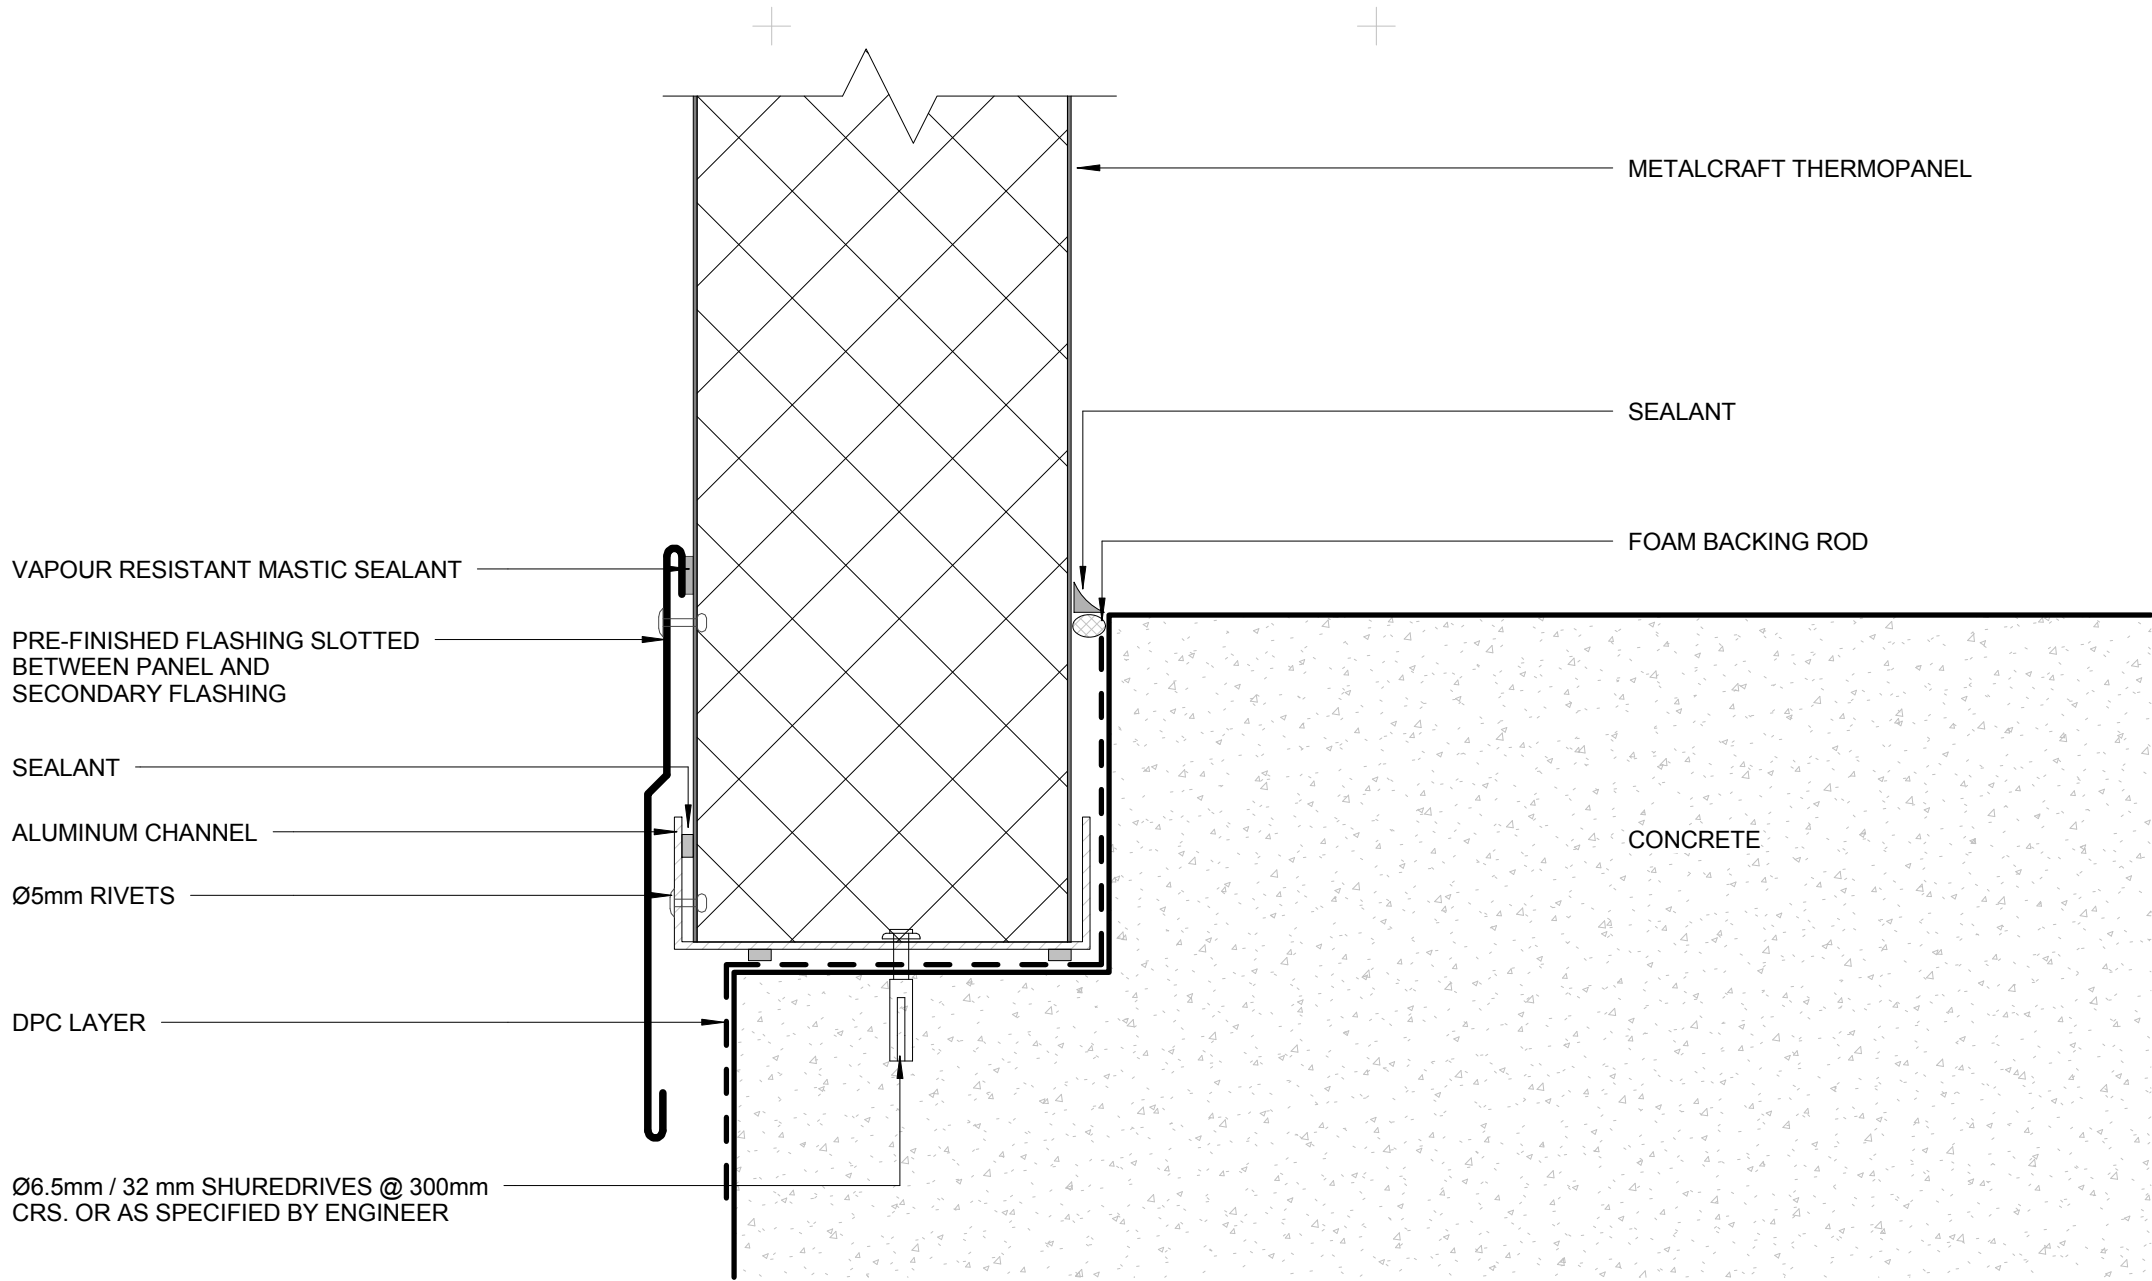 METALCRAFT THERMOPANEL
SEALANT
FOAM BACKING ROD
VAPOUR RESISTANT MASTIC SEALANT
PRE-FINISHED FLASHING SLOTTED
BETWEEN PANEL AND
SECONDARY FLASHING
SEALANT
ALUMINUM CHANNEL
CONCRETE
Ø5mm RIVETS
DPC LAYER
Ø6.5mm / 32 mm SHUREDRIVES @ 300mm
CRS. OR AS SPECIFIED BY ENGINEER